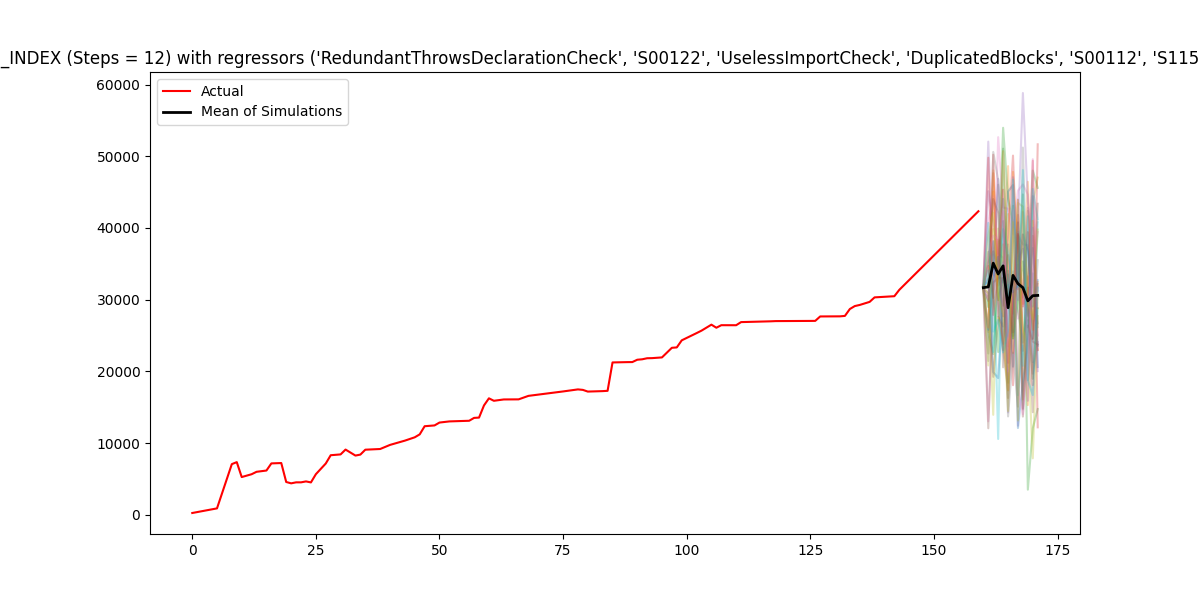 _INDEX (Steps = 12) with regressors ('RedundantThrowsDeclarationCheck', 'S00122', 'UselessImportCheck', 'DuplicatedBlocks', 'S00112', 'S115
Actual
Mean of Simulations
60000
50000
40000
30000
20000
10000
0
0 25 50 75 100 125 150 175